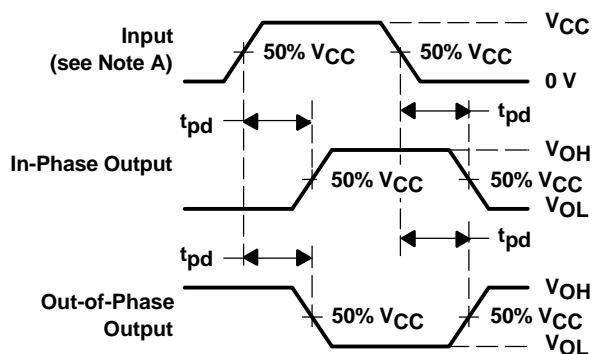 VCC
Input
(see Note A)
50% VCC
50% VCC
0 V
tpd
tpd
VOH
In-Phase Output
50% VCC
50% VCC
VOL
tpd
tpd
VOH
Out-of-Phase
Output
50% VCC
50% VCC
VOL